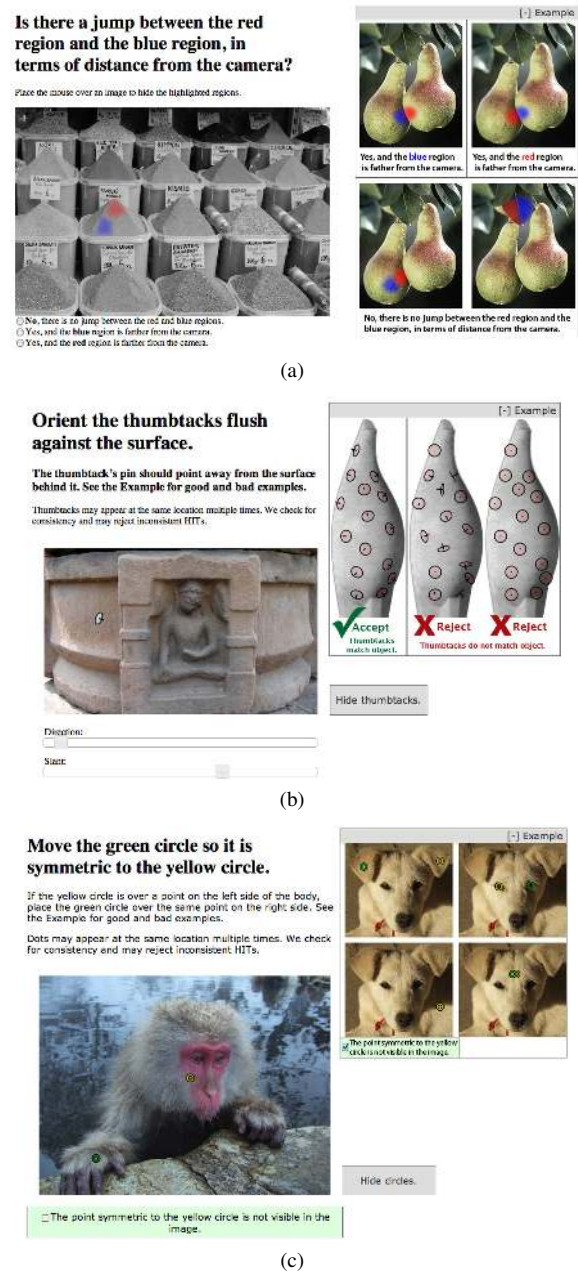 Is there a jump between the red
region and the blue region, in
terms of distance from the camera?
Place the mouse over an image to hide the highlighted regions.
No, there is no jump between the red and blue regions.
Yes, and the blue region is farther from the camera.
Yes, and the red region is farther from the camera.
[-] Example
Yes, and the blue region
is father from the camera.
Yes, and the red region
is father from the camera.
No, there is no jump between the red region and the
blue region, in terms of distance from the camera.
(a)
Orient the thumbtacks flush
against the surface.
The thumbtack's pin should point away from the surface
behind it. See the Example for good and bad examples.
Thumbtacks may appear at the same location multiple times. We check for
consistency and may reject inconsistent HITs.
Direction:
Slant:
[-] Example
Accept
Thumbtacks
match object.
Reject
Reject
Thumbtacks do not match object.
Hide thumbtacks.
(b)
Move the green circle so it is
symmetric to the yellow circle.
If the yellow circle is over a point on the left side of the body,
place the green circle over the same point on the right side. See
the Example for good and bad examples.
Dots may appear at the same location multiple times. We check
for consistency and may reject inconsistent HITs.
The point symmetric to the yellow circle is not visible in the
image.
[-] Example
The point symmetric to the yellow
circle is not visible in the image.
Hide circles.
(c)